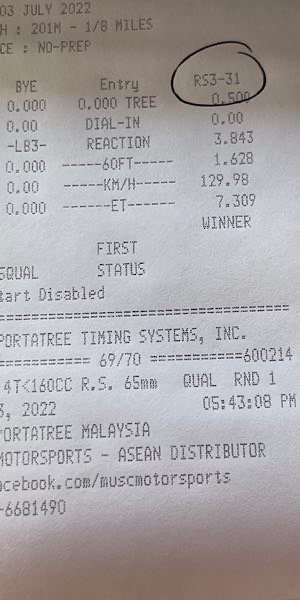 03 JULY 2022
H : 201M - 1/8 MILES
CE : NO-PREP
BYE Entry RS3-31
0.000 0.000 TREE 0.500
0.00 DIAL-IN 0.00
-LB3- REACTION 3.843
0.000 -----60FT----- 1.628
0.00 -----KM/H----- 129.98
0.000 ------ET------ 7.309
WINNER
FIRST
SQUAL STATUS
tart Disabled
====================================
PORTATREE TIMING SYSTEMS, INC.
=========== 69/70 ===========600214
4T<160CC R.S. 65mm QUAL RND 1
3, 2022 05:43:08 PM
PORTATREE MALAYSIA
MOTORSPORTS - ASEAN DISTRIBUTOR
acebook.com/muscmotorsports
-6681490